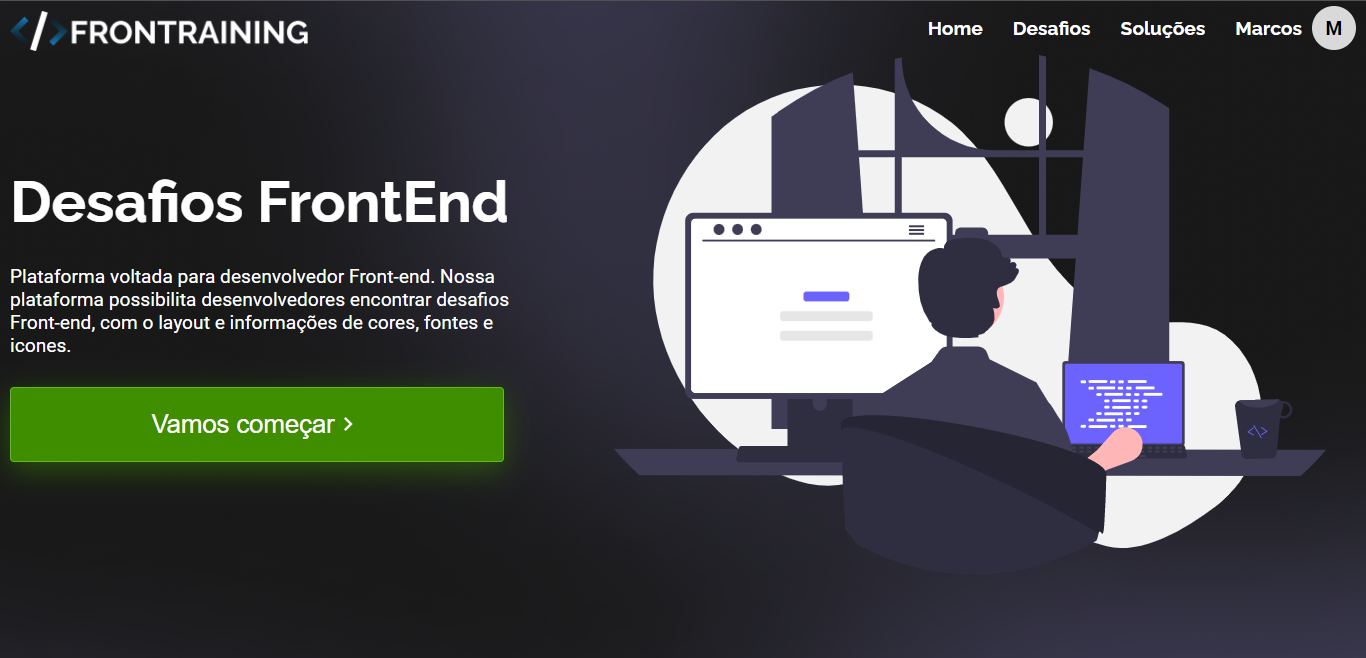 </>FRONTRAINING
Home Desafios Soluções Marcos M
Desafios FrontEnd
Plataforma voltada para desenvolvedor Front-end. Nossa
plataforma possibilita desenvolvedores encontrar desafios
Front-end, com o layout e informações de cores, fontes e
icones.
Vamos começar >
<\>